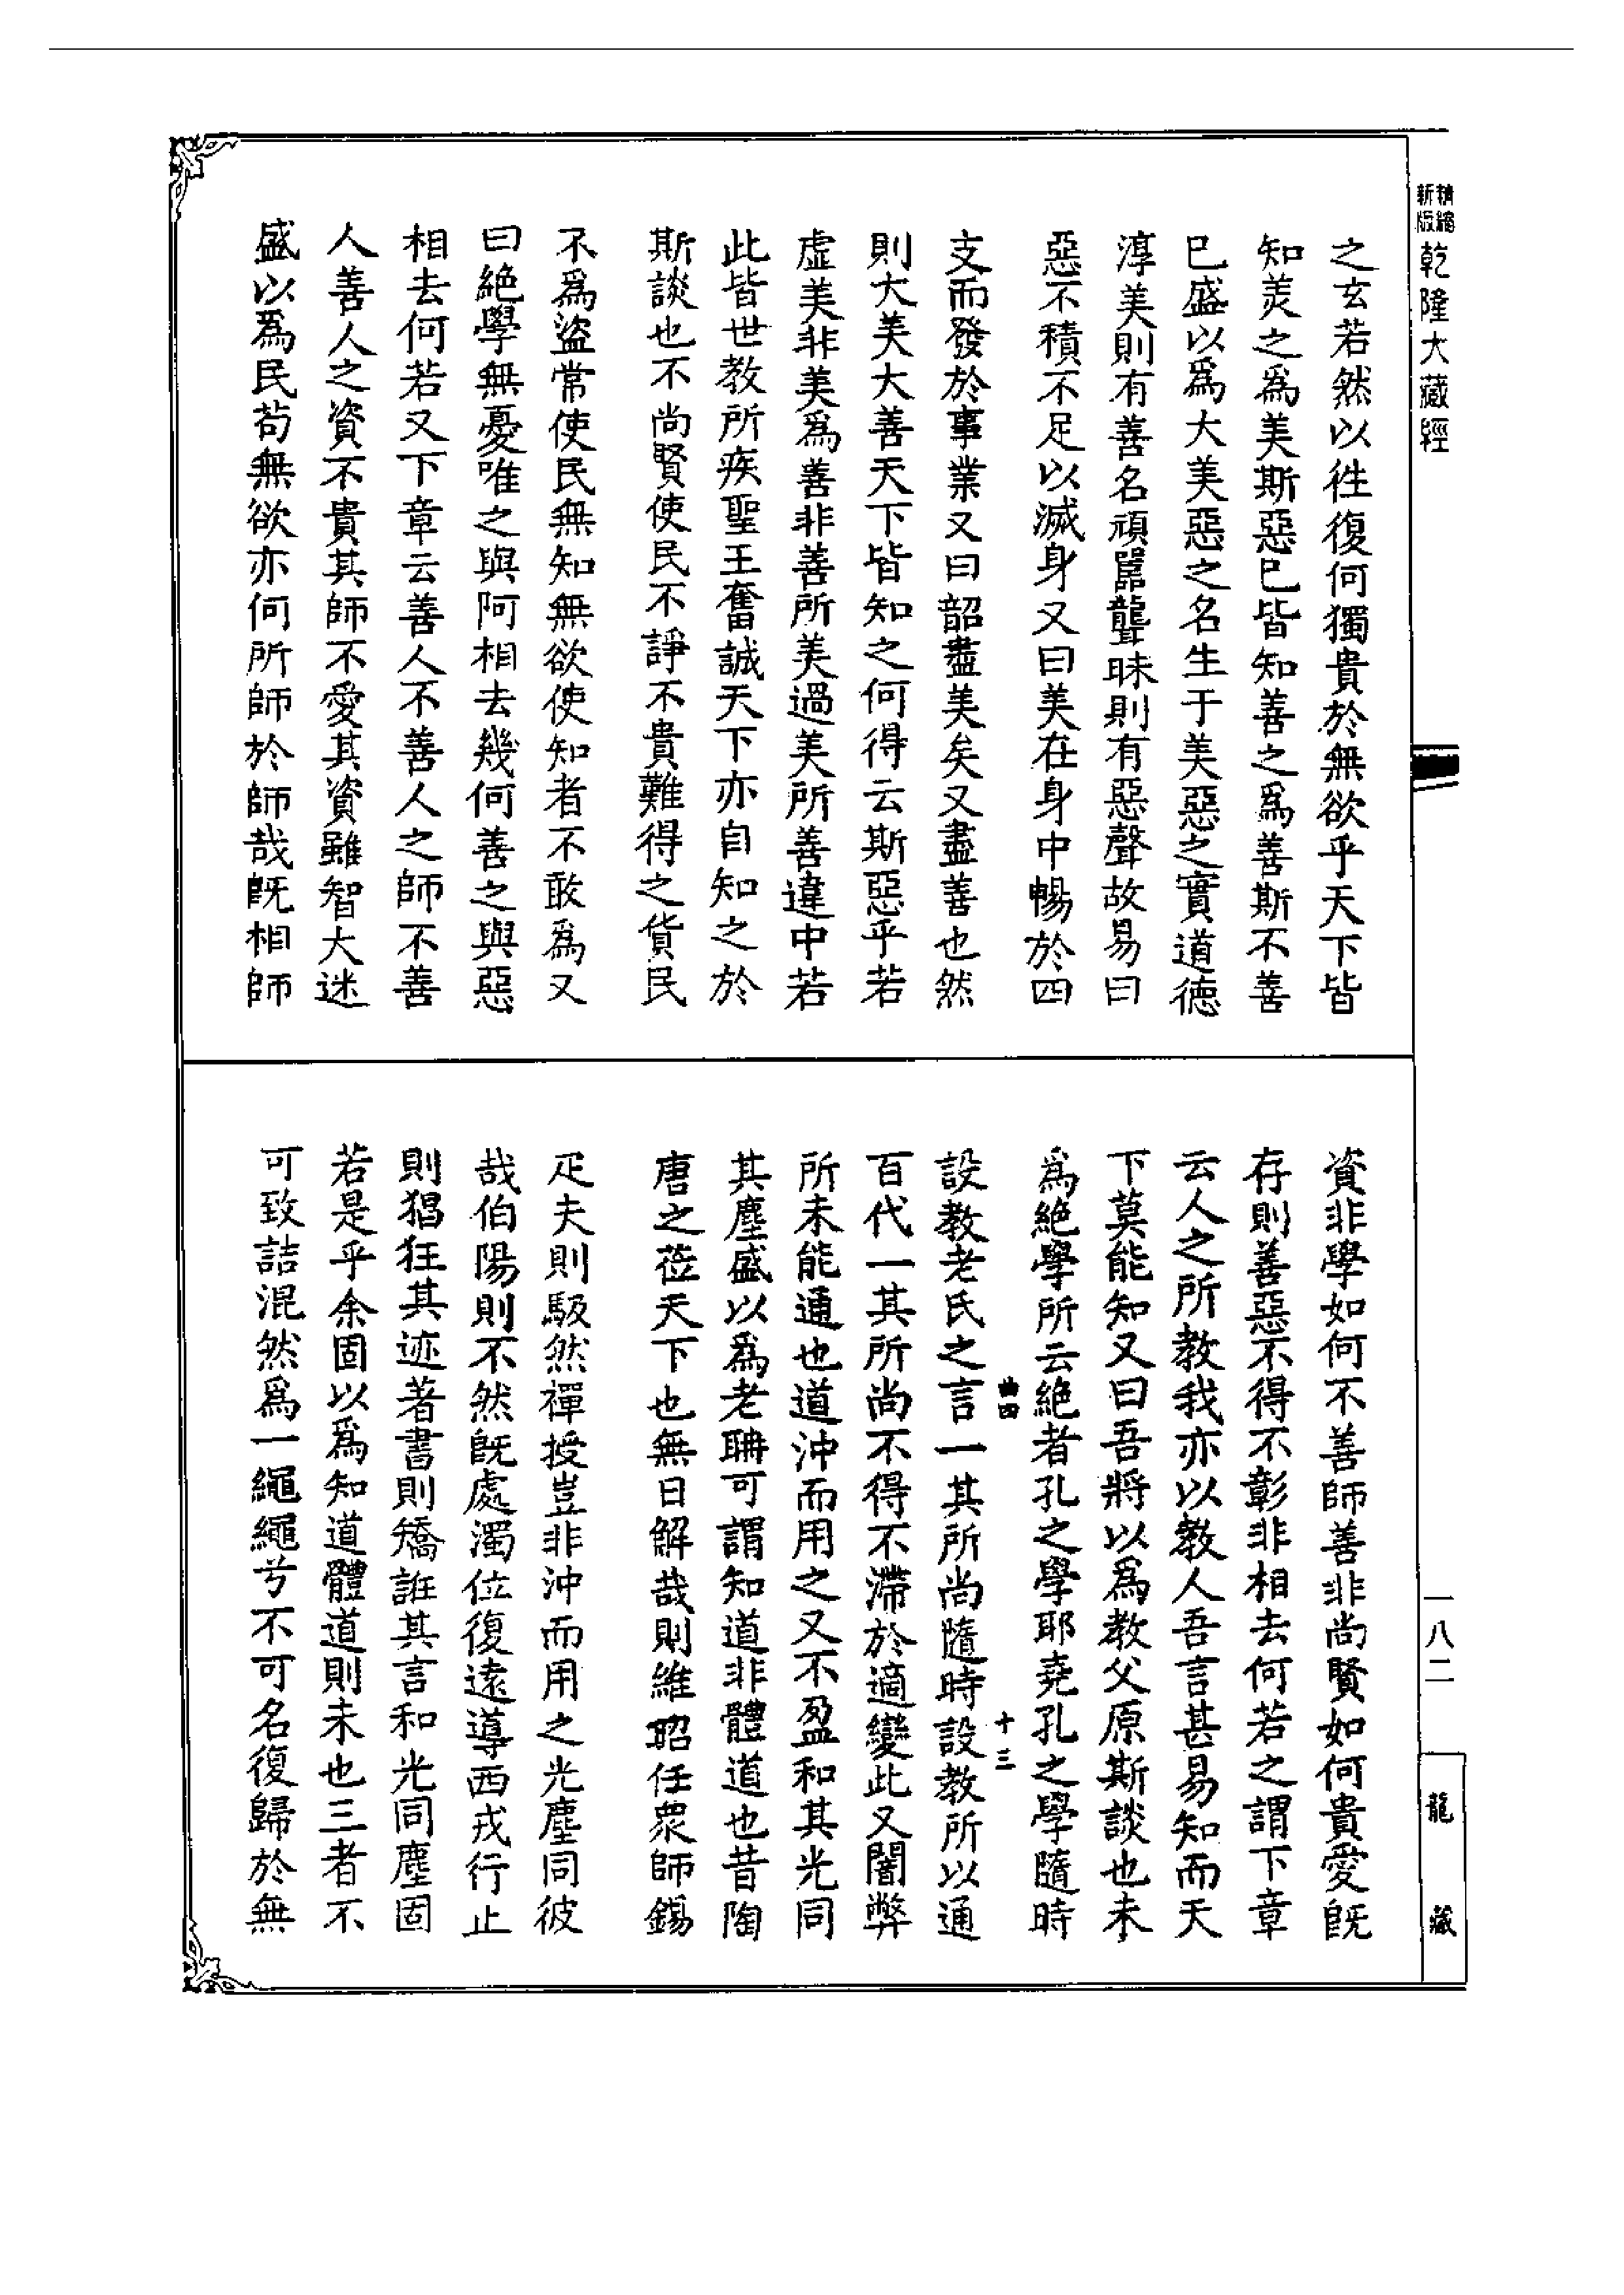 精縮
新版
乾隆大藏經
之玄若然以徃復何獨貴於無欲乎天下皆
知美之爲美斯惡已皆知善之爲善斯不善
已盛以爲大美惡之名生于美惡之實道德
淳美則有善名頑嚚聾昧則有惡聲故易曰
惡不積不足以滅身又曰美在身中暢於四
支而發於事業又曰韶盡美矣又盡善也然
則大美大善天下皆知之何得云斯惡乎若
虛美非美爲善非善所美過美所善違中若
此皆世教所疾聖王奮誠天下亦自知之於
斯談也不尚賢使民不諍不貴難得之貨民
不爲盜常使民無知無欲使知者不敢爲又
曰絕學無憂唯之與阿相去幾何善之與惡
相去何若又下章云善人不善人之師不善
人善人之資不貴其師不愛其資雖智大迷
盛以爲民茍無欲亦何所師於師哉旣相師
資非學如何不善師善非尚賢如何貴愛旣
存則善惡不得不彰非相去何若之謂下章
云人之所教我亦以教人吾言甚易知而天
下莫能知又曰吾將以爲教父原斯談也未
爲絕學所云絕者孔之學耶堯孔之學隨時
設教老氏之言一其所尚隨時設教所以通
百代一其所尚不得不滯於適變此又闇弊
所未能通也道沖而用之又不盈和其光同
其塵盛以爲老聃可謂知道非體道也昔陶
唐之莅天下也無日解哉則維昭任衆師錫
疋夫則馭然禪授豈非沖而用之光塵同彼
哉伯陽則不然旣處濁位復遠導西戎行止
則猖狂其迹著書則矯誑其言和光同塵固
若是乎余固以爲知道體道則未也三者不
可致詰混然爲一繩繩兮不可名復歸於無
十三
一八二
龍藏